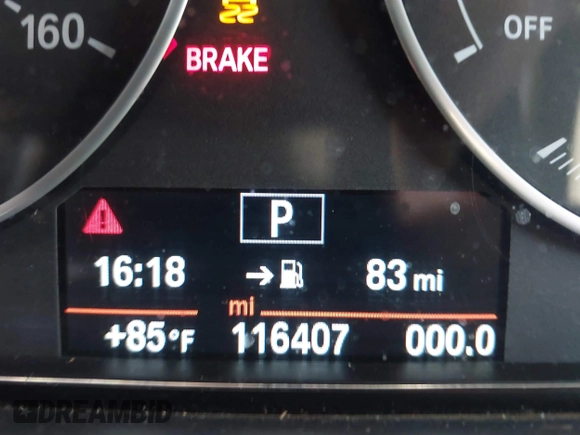 160
BRAKE
OFF
P
16:18 83 mi
mi
+85°F 116407 000.0
DREAMBID